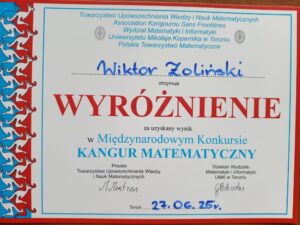 Towarzystwo Upowszechniania Wiedzy i Nauk Matematycznych
Association Kangourou Sans Frontières
Wydział Matematyki i Informatyki
Uniwersytetu Mikołaja Kopernika w Toruniu
Polskie Towarzystwo Matematyczne
Wiktor Zoliński
otrzymuje
WYRÓŻNIENIE
za uzyskany wynik
w Międzynarodowym Konkursie
KANGUR MATEMATYCZNY
Prezes
Towarzystwa Upowszechniania Wiedzy
i Nauk Matematycznych
Dziekan Wydziału
Matematyki i Informatyki
UMK w Toruniu
Toruń, 27.06.25r.